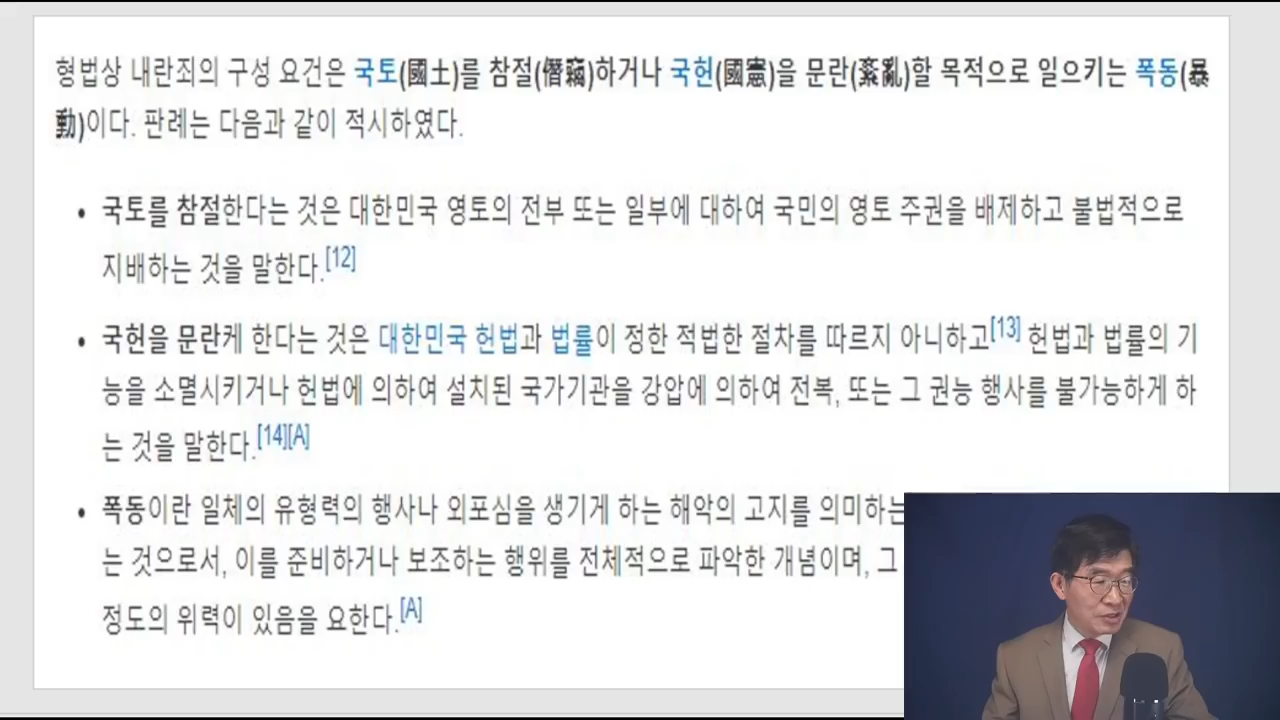 형법상 내란죄의 구성 요건은 국토(國土)를 참절(僭竊)하거나 국헌(國憲)을 문란(紊亂)할 목적으로 일으키는 폭동(暴
動)이다. 판례는 다음과 같이 적시하였다.
• 국토를 참절한다는 것은 대한민국 영토의 전부 또는 일부에 대하여 국민의 영토 주권을 배제하고 불법적으로
지배하는 것을 말한다.[12]
• 국헌을 문란케 한다는 것은 대한민국 헌법과 법률이 정한 적법한 절차를 따르지 아니하고[13] 헌법과 법률의 기
능을 소멸시키거나 헌법에 의하여 설치된 국가기관을 강압에 의하여 전복, 또는 그 권능 행사를 불가능하게 하
는 것을 말한다.[14][A]
• 폭동이란 일체의 유형력의 행사나 외포심을 생기게 하는 해악의 고지를 의미하는
는 것으로서, 이를 준비하거나 보조하는 행위를 전체적으로 파악한 개념이며, 그
정도의 위력이 있음을 요한다.[A]